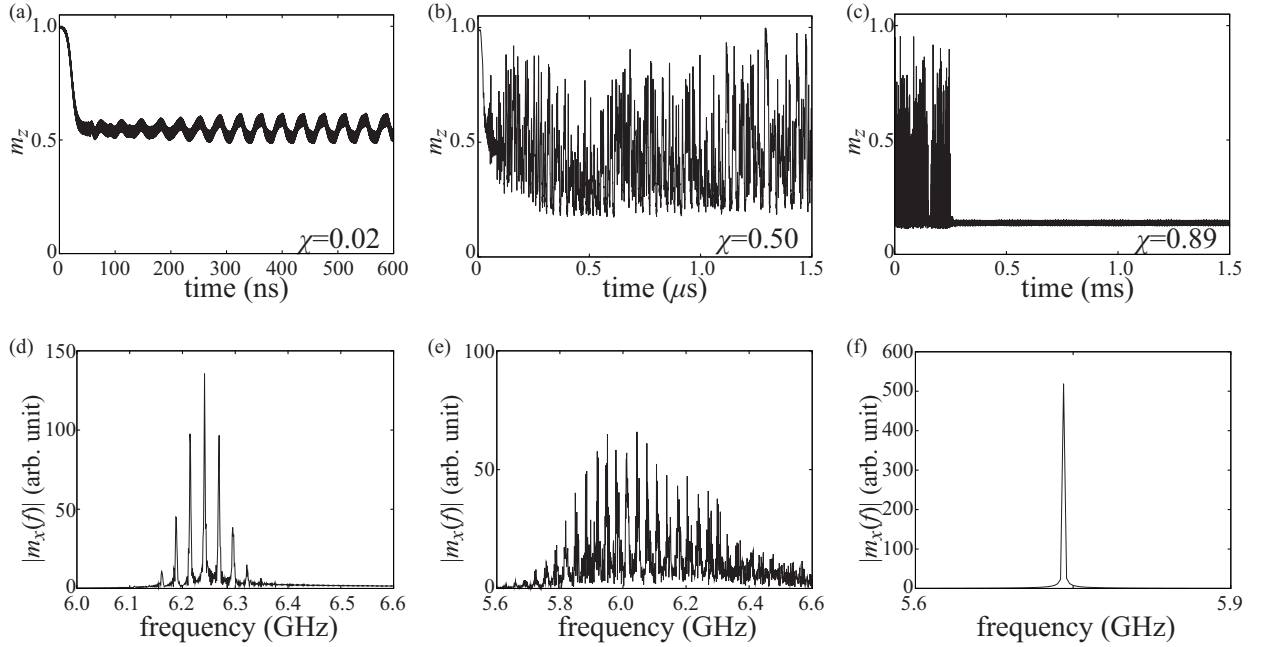 (a)
1.0
0.5
0
m_z
χ=0.02
0 100 200 300 400 500 600
time (ns)
(b)
1.0
0.5
0
m_z
χ=0.50
0 0.5 1.0 1.5
time (μs)
(c)
1.0
0.5
0
m_z
χ=0.89
0 0.5 1.0 1.5
time (ms)
(d)
150
100
50
0
|m_x(f)| (arb. unit)
6.0 6.1 6.2 6.3 6.4 6.5 6.6
frequency (GHz)
(e)
100
50
0
|m_x(f)| (arb. unit)
5.6 5.8 6.0 6.2 6.4 6.6
frequency (GHz)
(f)
600
500
400
300
200
100
0
|m_x(f)| (arb. unit)
5.6 5.9
frequency (GHz)